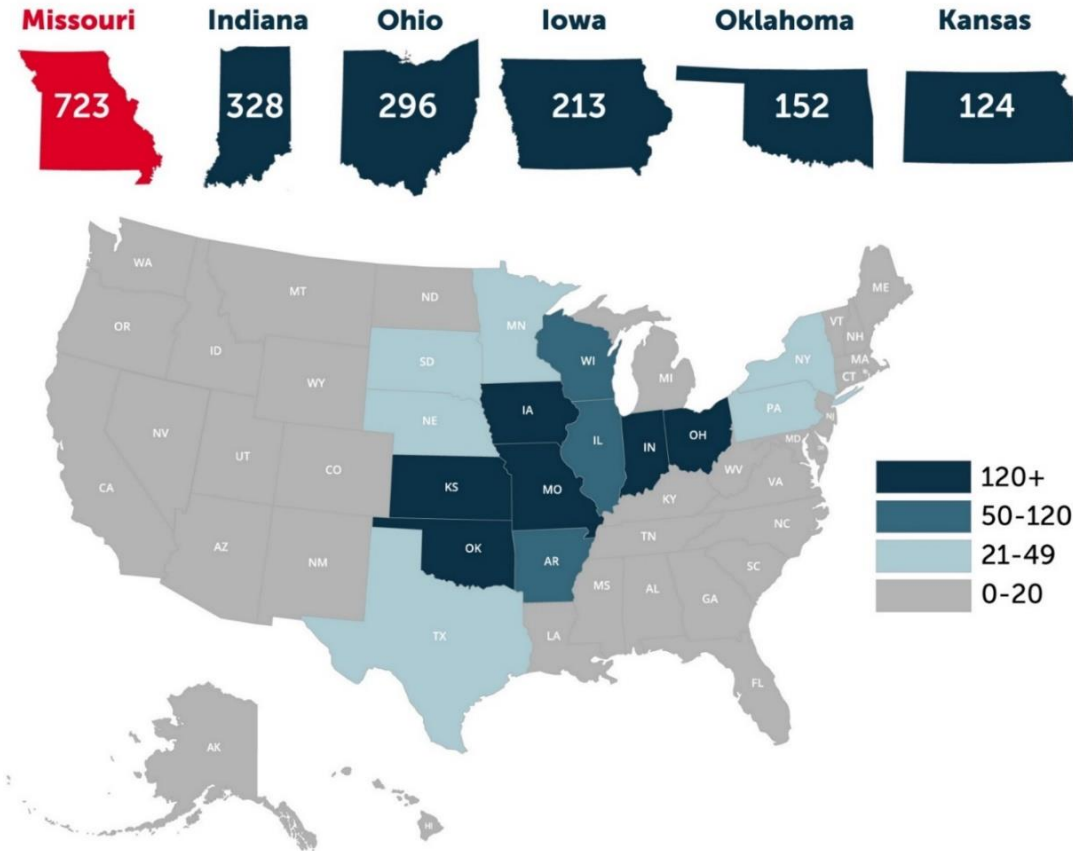 Missouri Indiana Ohio Iowa Oklahoma Kansas
723 328 296 213 152 124
WA
MT
ND
MN
ME
VT
NH
OR
ID
SD
WI
NY
MA
CT
WY
MI
PA
NJ
NE
IA
NV
UT
CO
IL
IN
OH
MD
WV
VA
CA
KS
MO
KY
NC
AZ
NM
OK
AR
TN
SC
MS
AL
GA
TX
LA
FL
AK
HI
120+
50-120
21-49
0-20